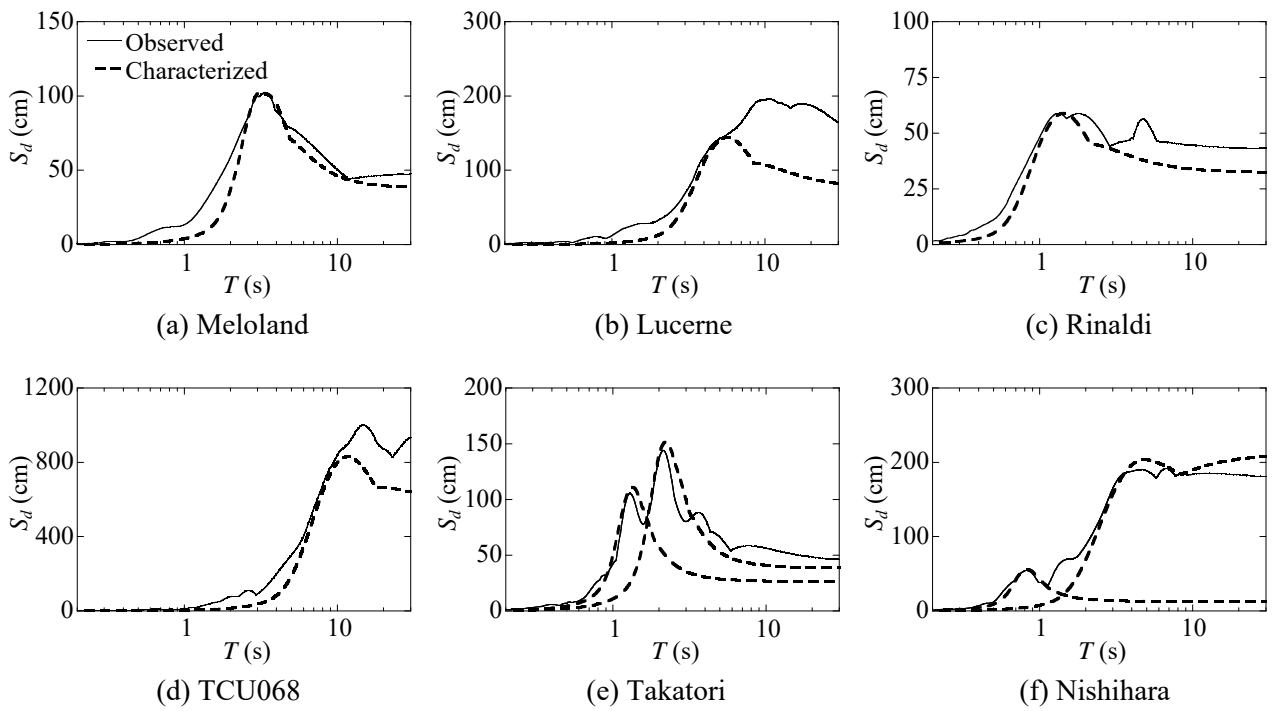 150
100
50
0
S_d (cm)
Observed
Characterized
1 10
T (s)
(a) Meloland
300
200
100
0
S_d (cm)
1 10
T (s)
(b) Lucerne
100
75
50
25
0
S_d (cm)
1 10
T (s)
(c) Rinaldi
1200
800
400
0
S_d (cm)
1 10
T (s)
(d) TCU068
200
150
100
50
0
S_d (cm)
1 10
T (s)
(e) Takatori
300
200
100
0
S_d (cm)
1 10
T (s)
(f) Nishihara